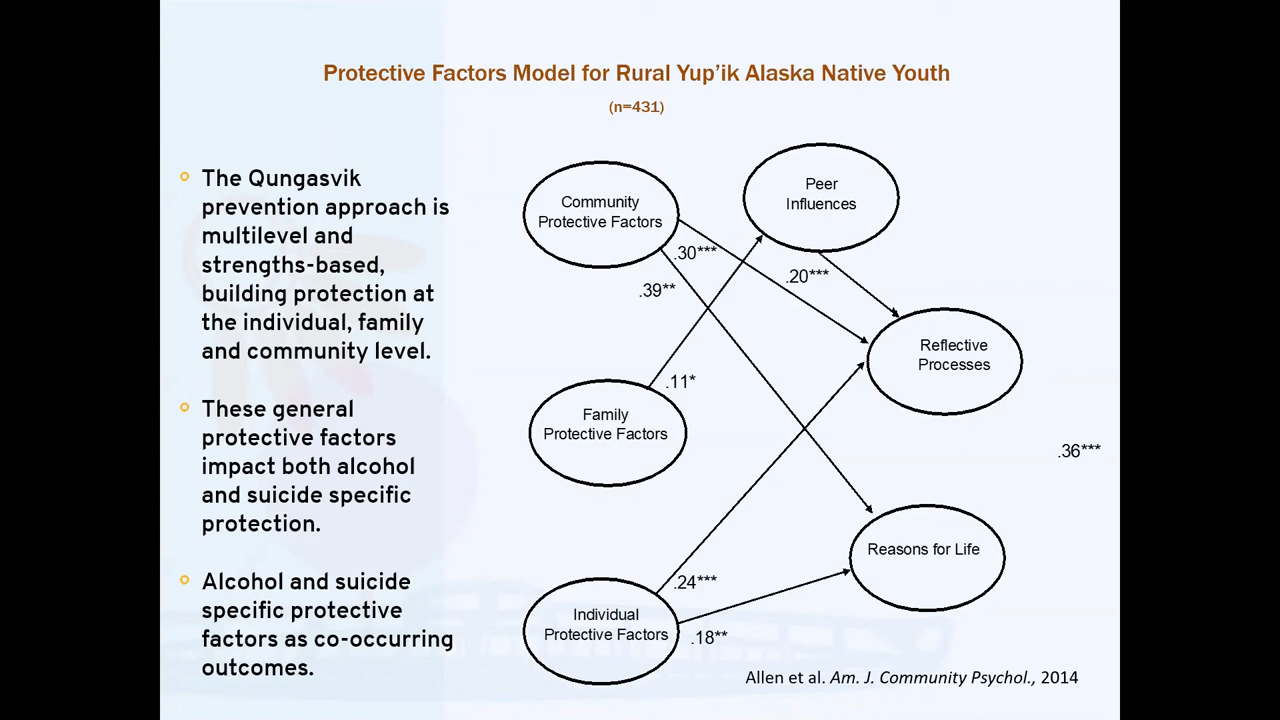 Protective Factors Model for Rural Yup’ik Alaska Native Youth
(n=431)
The Qungasvik
prevention approach is
multilevel and
strengths-based,
building protection at
the individual, family
and community level.
These general
protective factors
impact both alcohol
and suicide specific
protection.
Alcohol and suicide
specific protective
factors as co-occurring
outcomes.
Community
Protective Factors
Peer
Influences
.30***
.20***
.39**
Reflective
Processes
.11*
Family
Protective Factors
.36***
Reasons for Life
.24***
Individual
Protective Factors
.18**
Allen et al. Am. J. Community Psychol., 2014